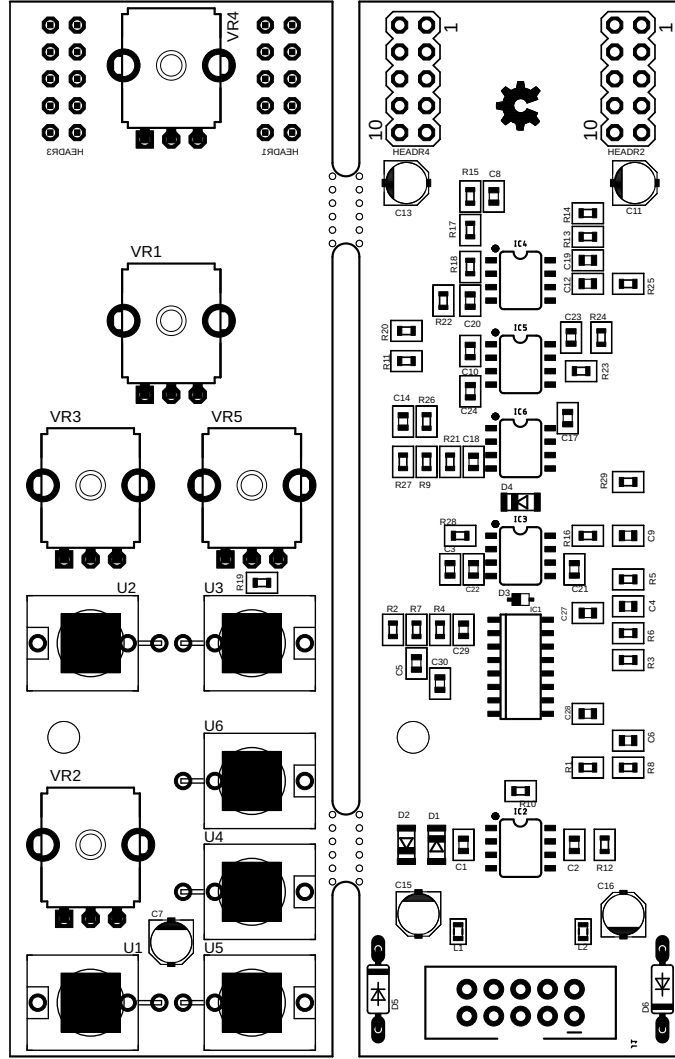 VR4
HEADR3
HEADR1
VR1
VR3
VR5
R19
U2
U3
U6
VR2
U4
C7
U1
U5
1
1
10
10
HEADR4
HEADR2
C13
C11
R15
C8
R14
R17
R13
IC4
C19
R18
C12
R25
R22
C20
R20
C23
R24
IC5
R11
C10
R23
C24
C14
R26
IC6
C17
R21
C18
R27
R9
R29
D4
IC3
R28
R16
C9
C3
C22
C21
R5
D3
IC1
C4
C27
R2
R7
R4
R6
C29
C5
R3
C30
C28
C6
R1
R8
R10
IC2
D2
D1
C1
C2
R12
C15
C16
L1
L2
D5
D6
J1